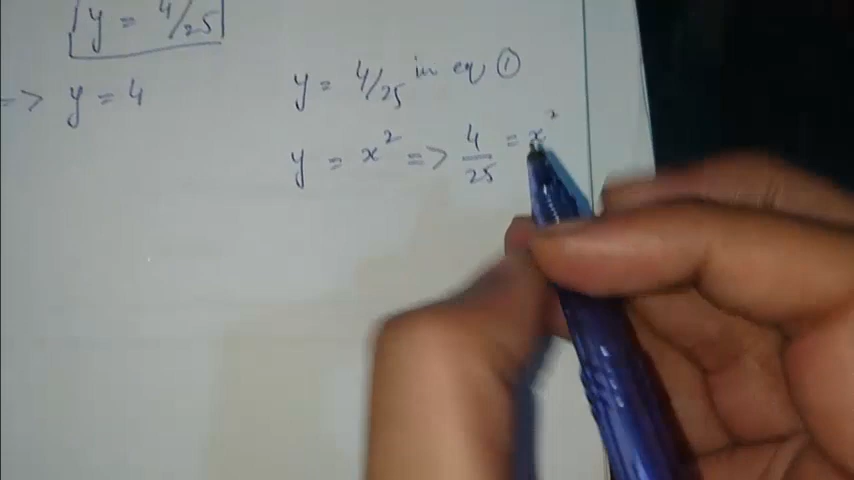 y = 4/25
=> y = 4
y = 4/25 in eq ①
y = x² => 4/25 = x²